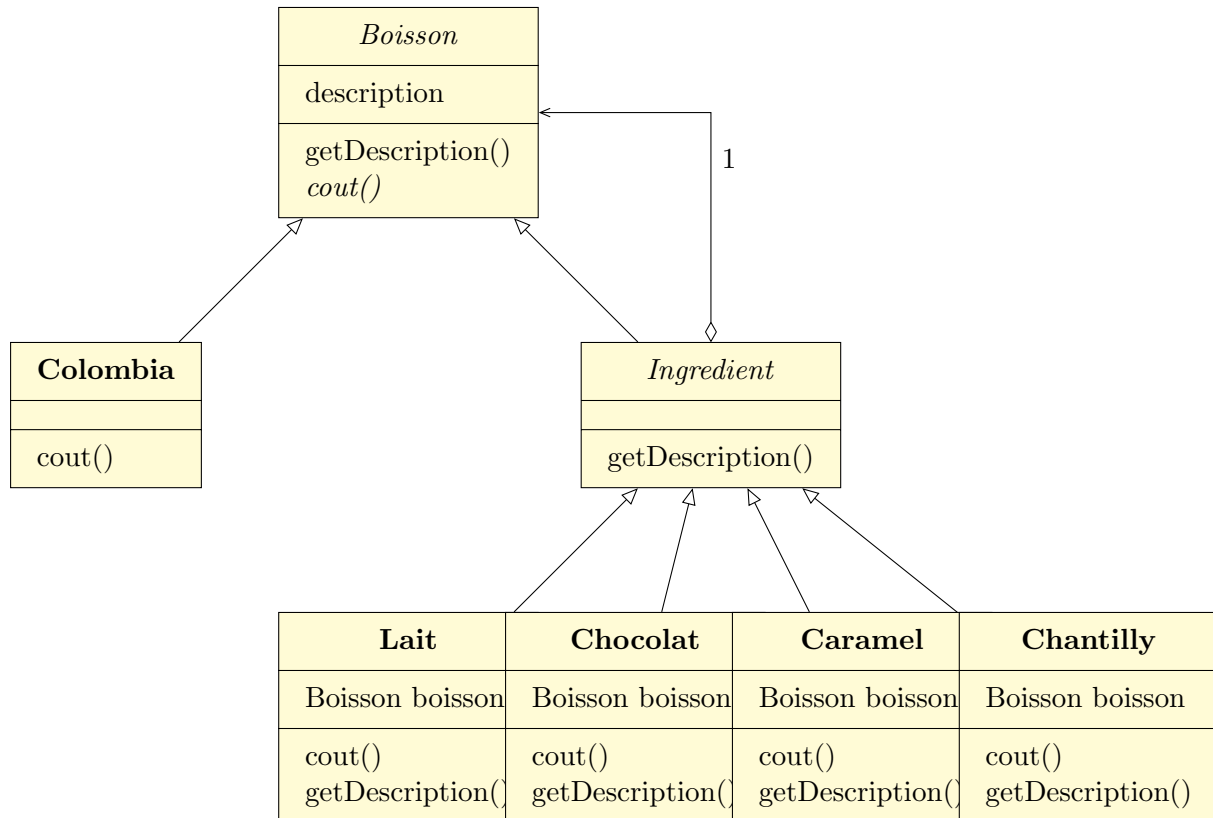 Boisson
description
getDescription()
cout()
1
Colombia
cout()
Ingredient
getDescription()
Lait
Boisson boisson
cout()
getDescription()
Chocolat
Boisson boisson
cout()
getDescription()
Caramel
Boisson boisson
cout()
getDescription()
Chantilly
Boisson boisson
cout()
getDescription()